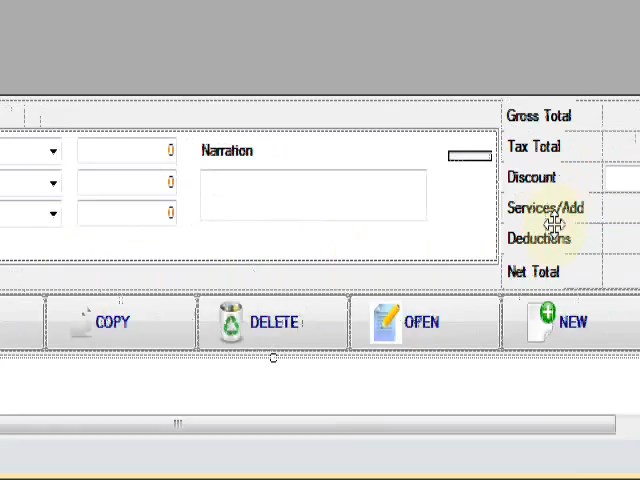 Gross Total
0 Narration
Tax Total
0
Discount
0
Services/Add
Deductions
Net Total
COPY
DELETE
OPEN
NEW